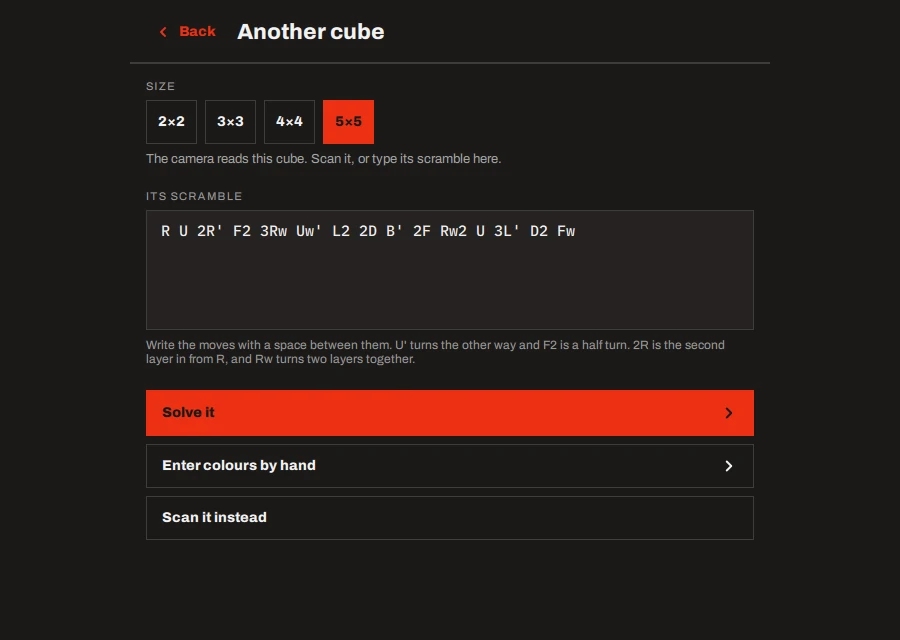 Back Another cube
SIZE
2×2 3×3 4×4 5×5
The camera reads this cube. Scan it, or type its scramble here.
ITS SCRAMBLE
R U 2R' F2 3Rw Uw' L2 2D B' 2F Rw2 U 3L' D2 Fw
Write the moves with a space between them. U' turns the other way and F2 is a half turn. 2R is the second
layer in from R, and Rw turns two layers together.
Solve it
Enter colours by hand
Scan it instead